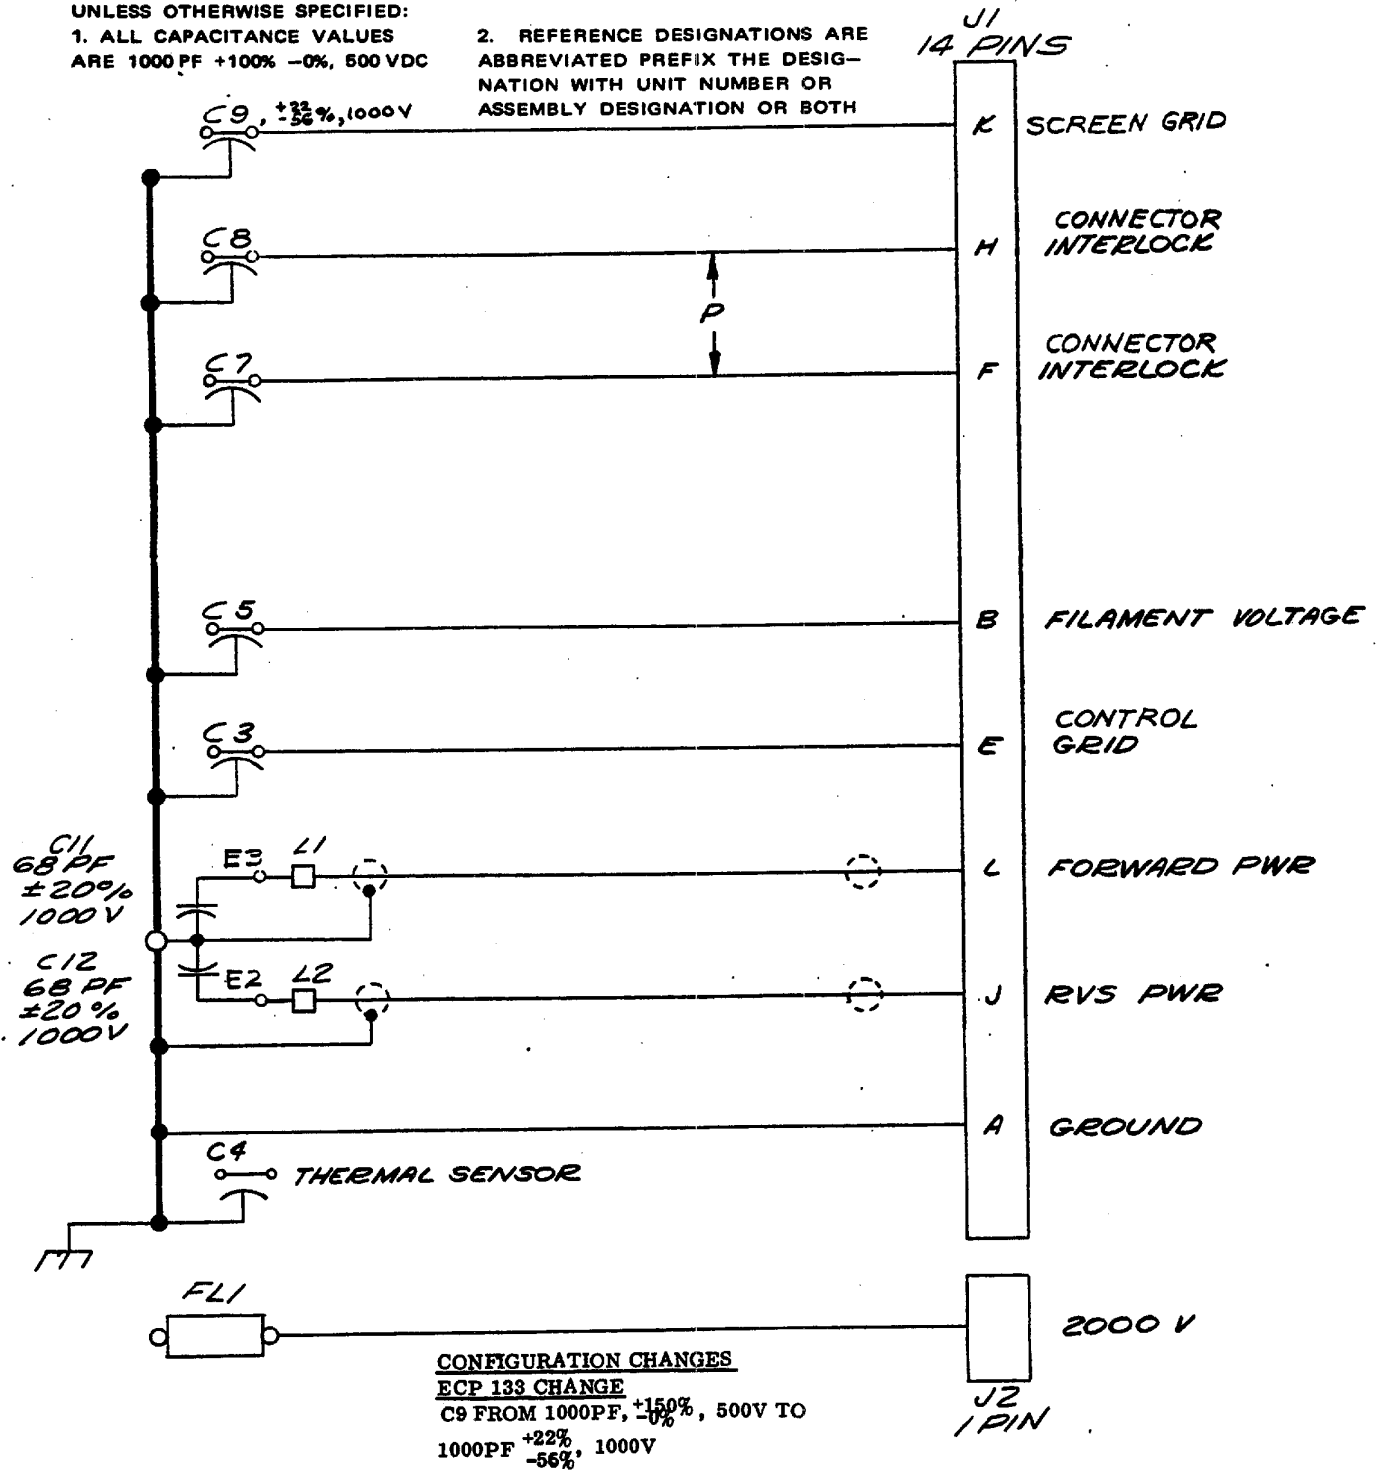 UNLESS OTHERWISE SPECIFIED:
1. ALL CAPACITANCE VALUES
ARE 1000 PF +100% –0%, 500 VDC
2. REFERENCE DESIGNATIONS ARE
ABBREVIATED PREFIX THE DESIG–
NATION WITH UNIT NUMBER OR
ASSEMBLY DESIGNATION OR BOTH
J1
14 PINS
C9, +22 -56 %, 1000V
K SCREEN GRID
C8
H
CONNECTOR
INTERLOCK
P
C7
F
CONNECTOR
INTERLOCK
C5
B FILAMENT VOLTAGE
C3
E
CONTROL
GRID
C11
68 PF
±20%
1000V
E3
L1
L FORWARD PWR
C12
68 PF
±20%
1000V
E2
L2
J RVS PWR
A GROUND
C4
THERMAL SENSOR
FL1
2000 V
J2
1 PIN
CONFIGURATION CHANGES
ECP 133 CHANGE
C9 FROM 1000PF, +150% -0%, 500V TO
1000PF +22% -56%, 1000V